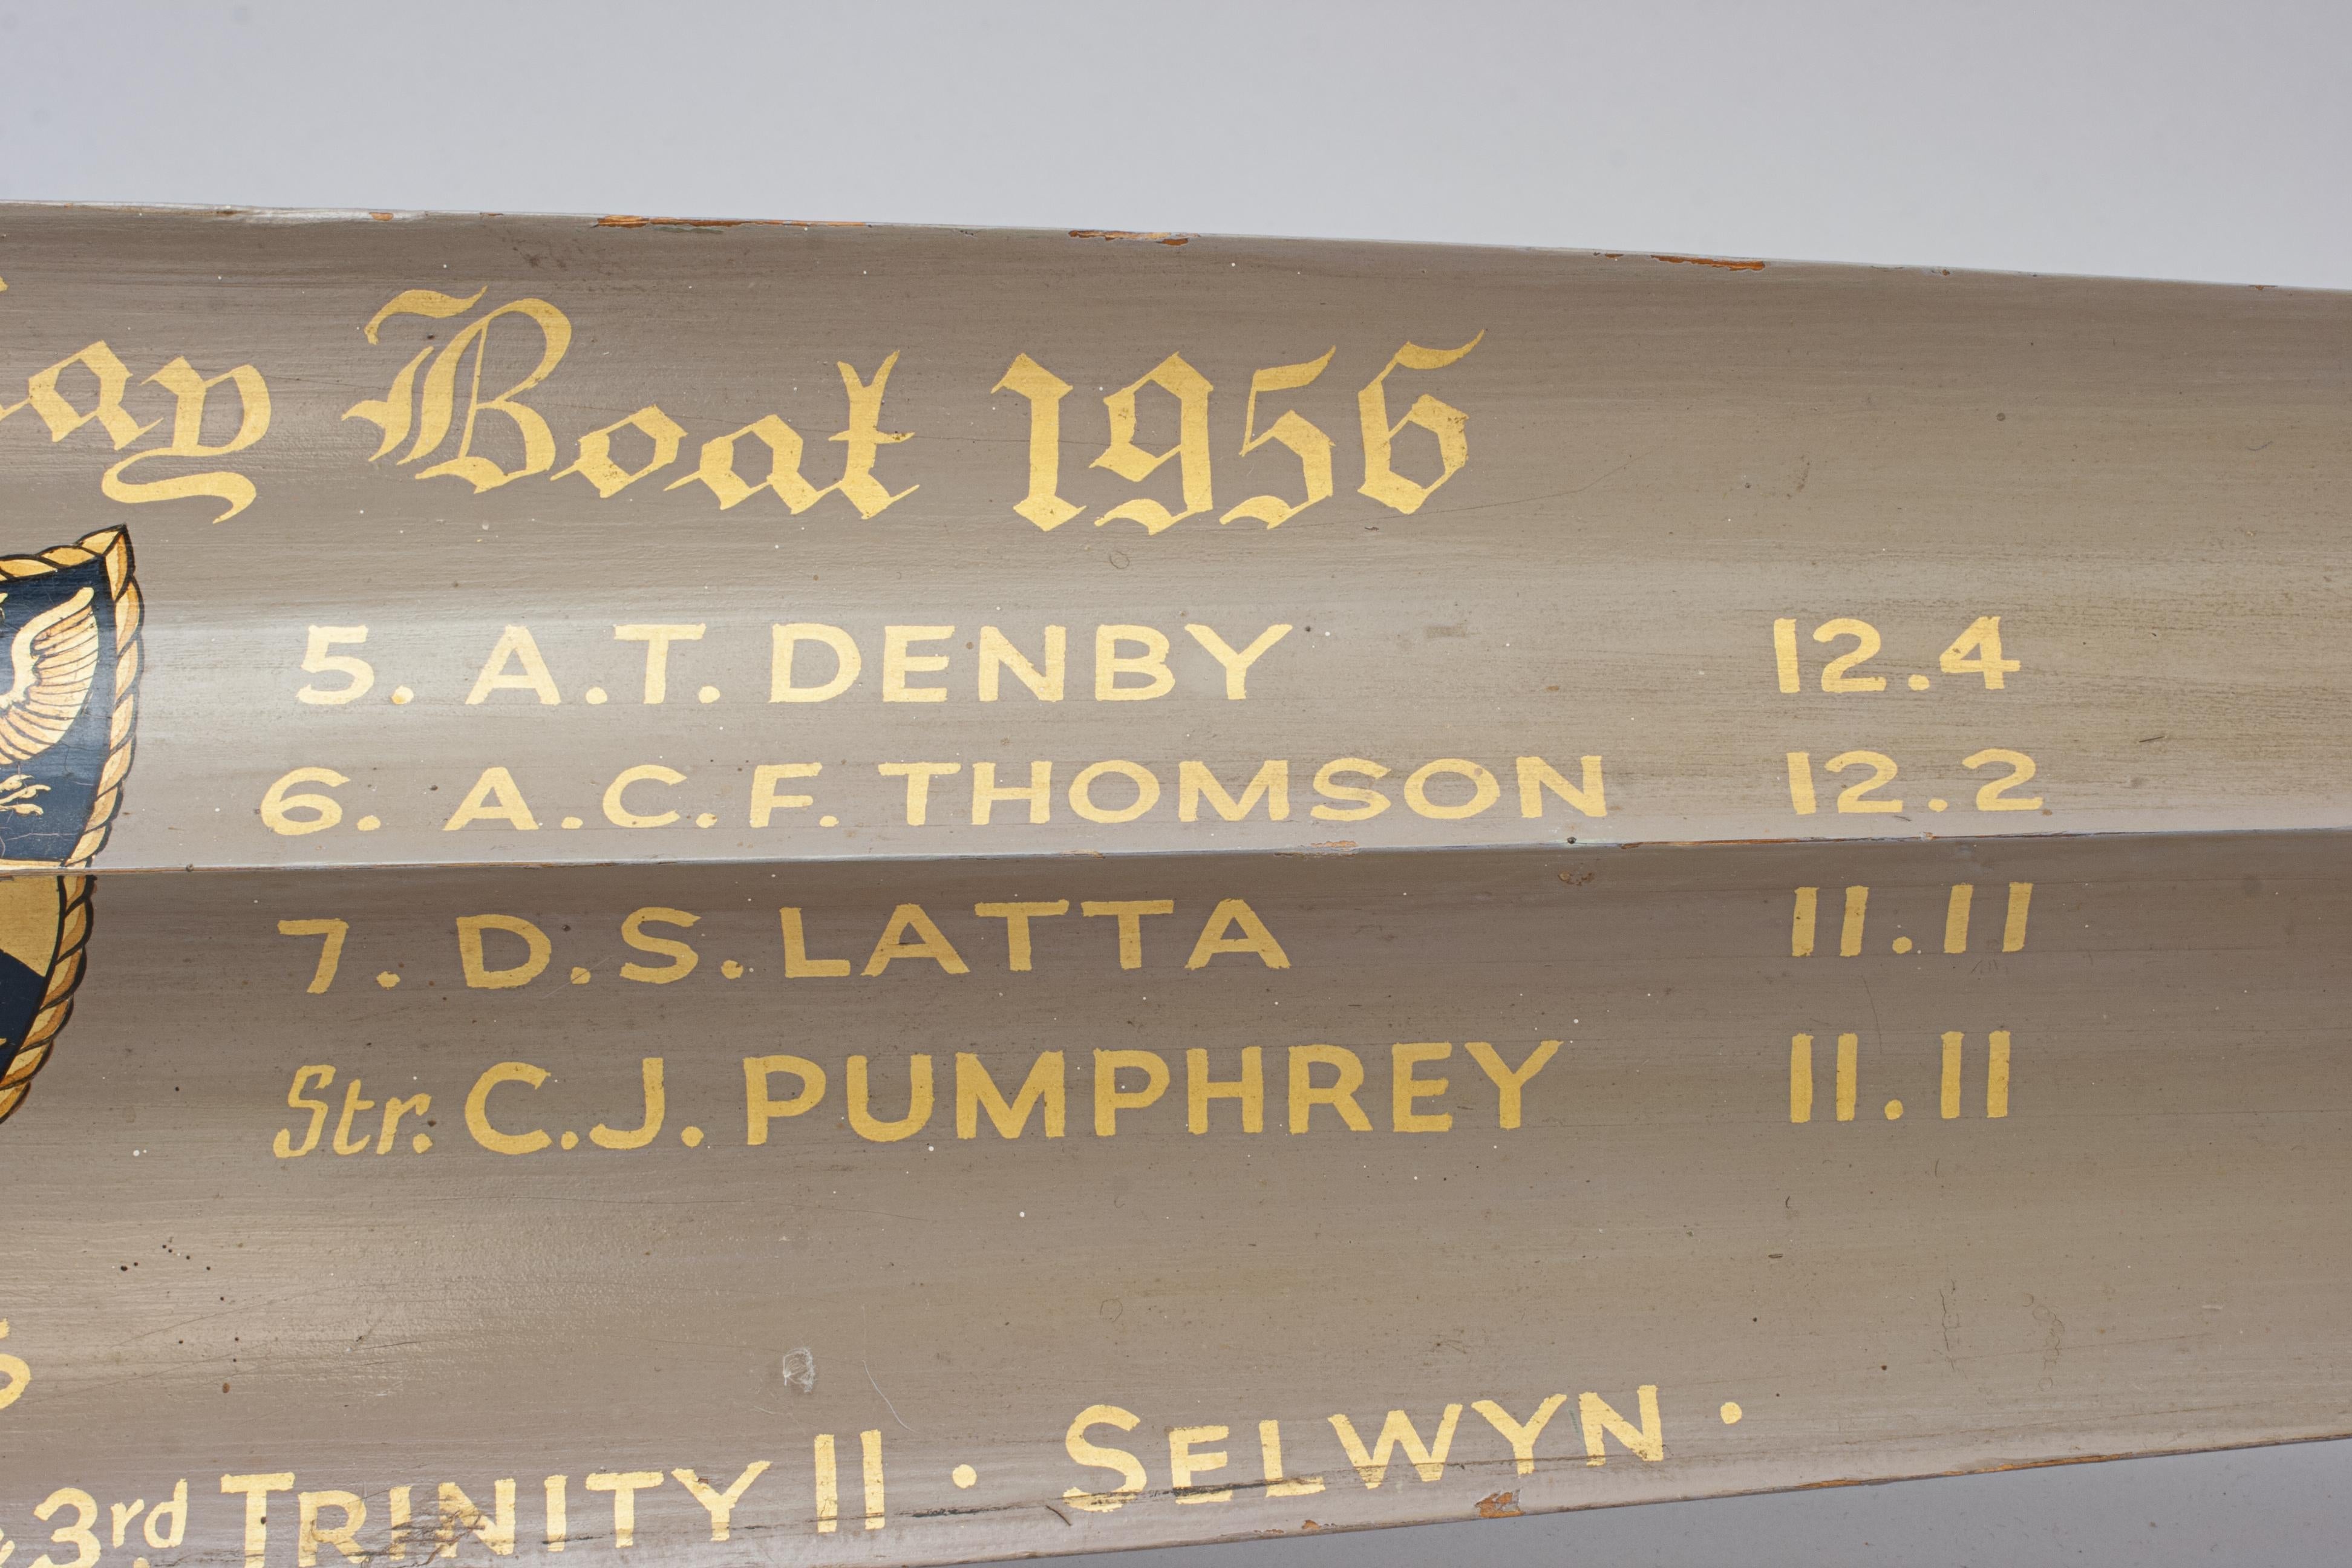 Boat 1956
5. A.T. DENBY 12.4
6. A.C.F. THOMSON 12.2
7. D.S. LATTA 11.11
Str. C.J. PUMPHREY 11.11
3rd TRINITY II · SELWYN ·